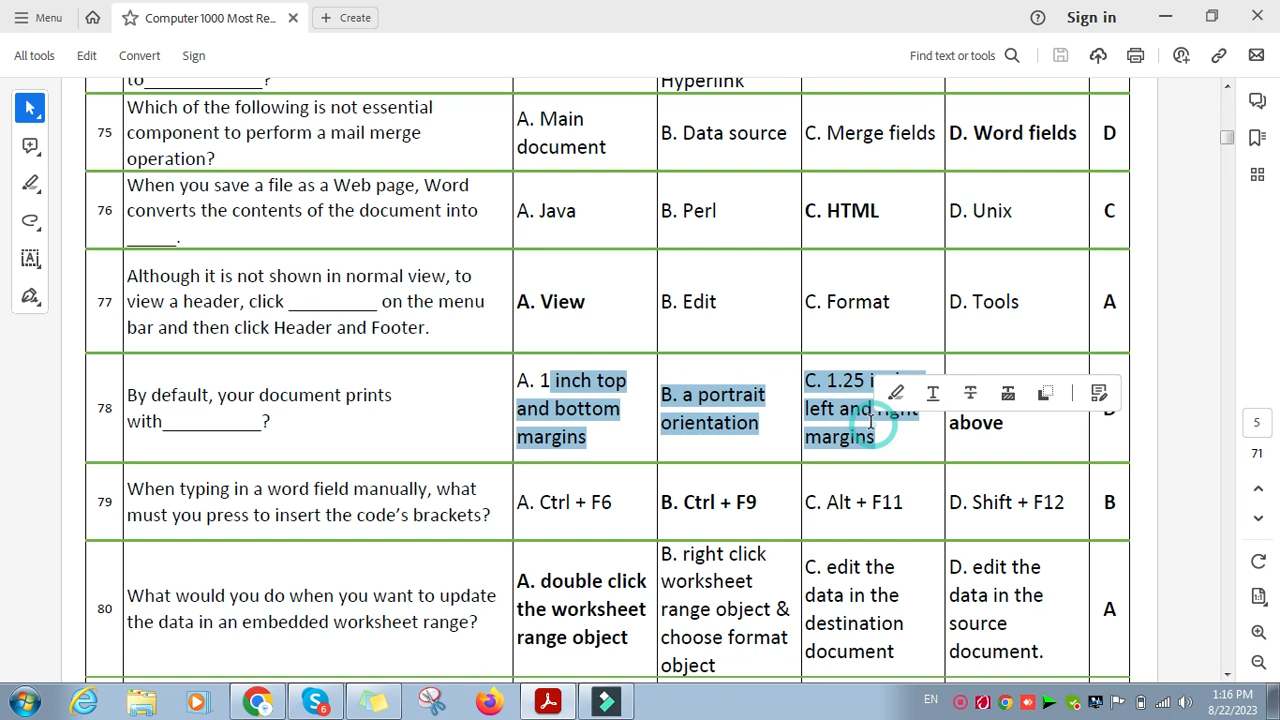 Menu
Computer 1000 Most Re...
Create
Sign in
All tools
Edit
Convert
Sign
Find text or tools
to____________?
Hyperlink
75
Which of the following is not essential
component to perform a mail merge
operation?
A. Main
document
B. Data source
C. Merge fields
D. Word fields
D
76
When you save a file as a Web page, Word
converts the contents of the document into
_____.
A. Java
B. Perl
C. HTML
D. Unix
C
77
Although it is not shown in normal view, to
view a header, click _________ on the menu
bar and then click Header and Footer.
A. View
B. Edit
C. Format
D. Tools
A
78
By default, your document prints
with__________?
A. 1 inch top
and bottom
margins
B. a portrait
orientation
C. 1.25
left and right
margins
above
79
When typing in a word field manually, what
must you press to insert the code’s brackets?
A. Ctrl + F6
B. Ctrl + F9
C. Alt + F11
D. Shift + F12
B
80
What would you do when you want to update
the data in an embedded worksheet range?
A. double click
the worksheet
range object
B. right click
worksheet
range object &
choose format
object
C. edit the
data in the
destination
document
D. edit the
data in the
source
document.
A
5
71
EN
1:16 PM
8/22/2023